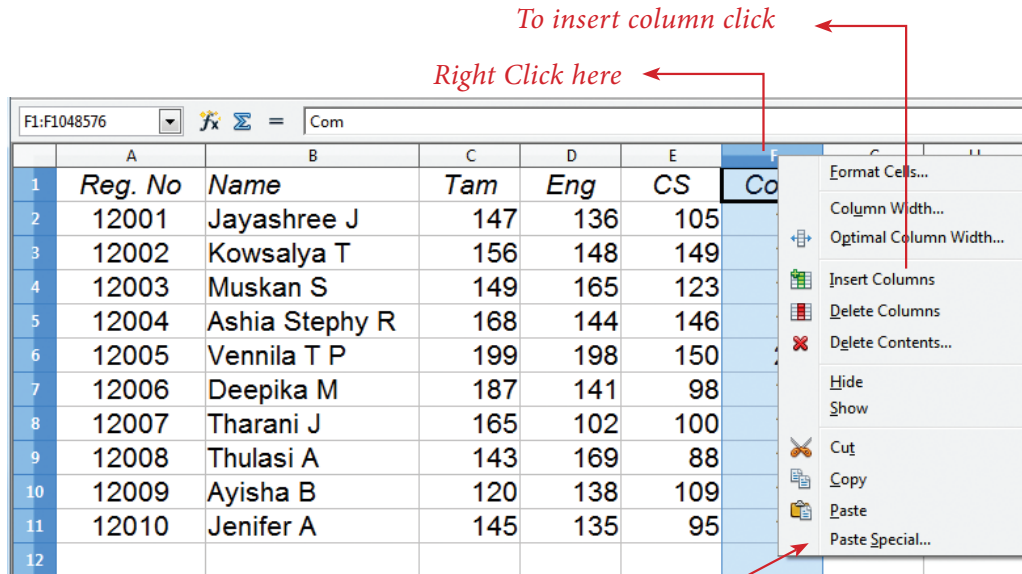 To insert column click
Right Click here
F1:F1048576 fx Σ = Com
A B C D E F
1 Reg. No Name Tam Eng CS Co
2 12001 Jayashree J 147 136 105
3 12002 Kowsalya T 156 148 149
4 12003 Muskan S 149 165 123
5 12004 Ashia Stephy R 168 144 146
6 12005 Vennila T P 199 198 150
7 12006 Deepika M 187 141 98
8 12007 Tharani J 165 102 100
9 12008 Thulasi A 143 169 88
10 12009 Ayisha B 120 138 109
11 12010 Jenifer A 145 135 95
12
Format Cells...
Column Width...
Optimal Column Width...
Insert Columns
Delete Columns
Delete Contents...
Hide
Show
Cut
Copy
Paste
Paste Special...